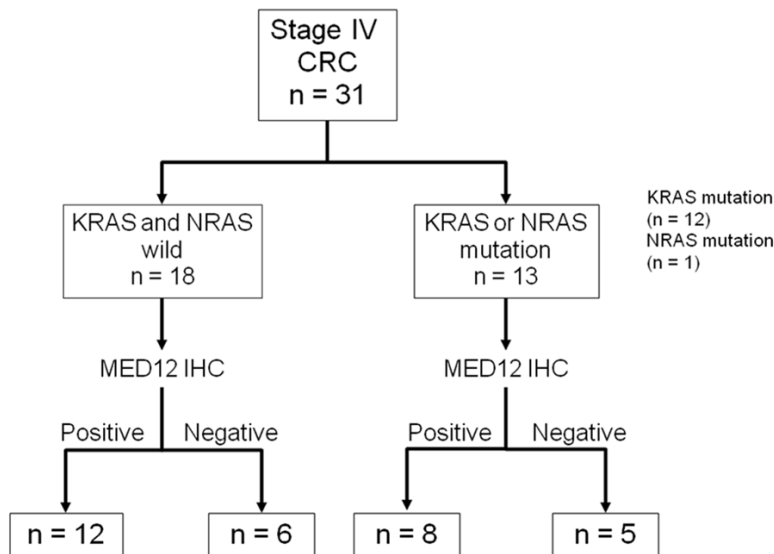 Stage IV
CRC
n = 31
KRAS and NRAS
wild
n = 18
KRAS or NRAS
mutation
n = 13
KRAS mutation
(n = 12)
NRAS mutation
(n = 1)
MED12 IHC
MED12 IHC
Positive
Negative
Positive
Negative
n = 12
n = 6
n = 8
n = 5